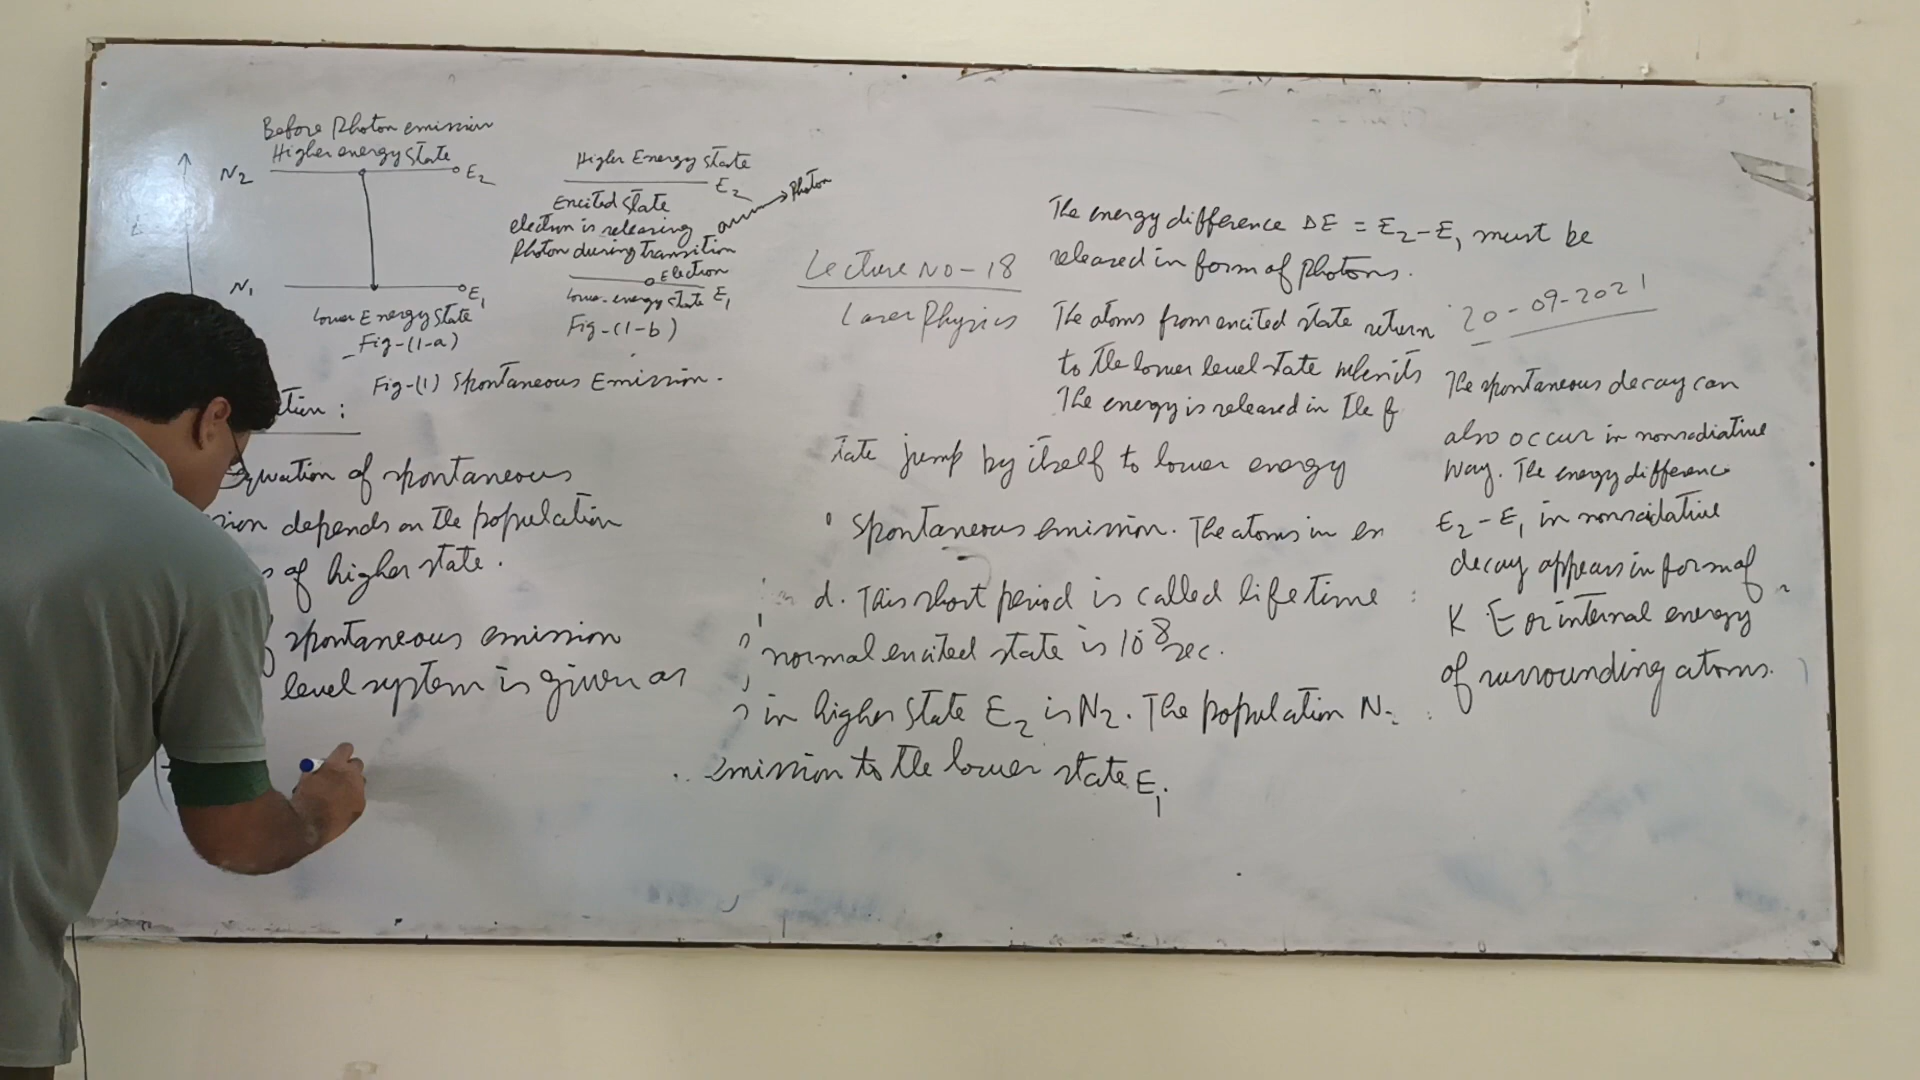 Before Photon emission
Higher energy state
N2
E2
N1
E1
Lower Energy state
Fig-(1-a)
Higher Energy state
E2
Excited state
electron is releasing
Photon during transition
Photon
Electron
Lower energy state E1
Fig-(1-b)
Fig-(1) Spontaneous Emission.
Equation of spontaneous
depends on the population
of higher state.
spontaneous emission
level system is given as
Lecture No-18
Laser Physics
The energy difference ΔE = E2-E1 must be
released in form of photons.
The atoms from excited state return
to the lower level state
The energy is released in the f
tate jump by itself to lower energy
Spontaneous emission. The atoms in ex
d. This short period is called life time
normal excited state is 10^-8 sec.
in higher state E2 is N2. The population N2
emission to the lower state E1.
20-09-2021
The spontaneous decay can
also occur in nonradiative
way. The energy difference
E2-E1 in nonradiative
decay appears in form of
K.E or internal energy
of surrounding atoms.